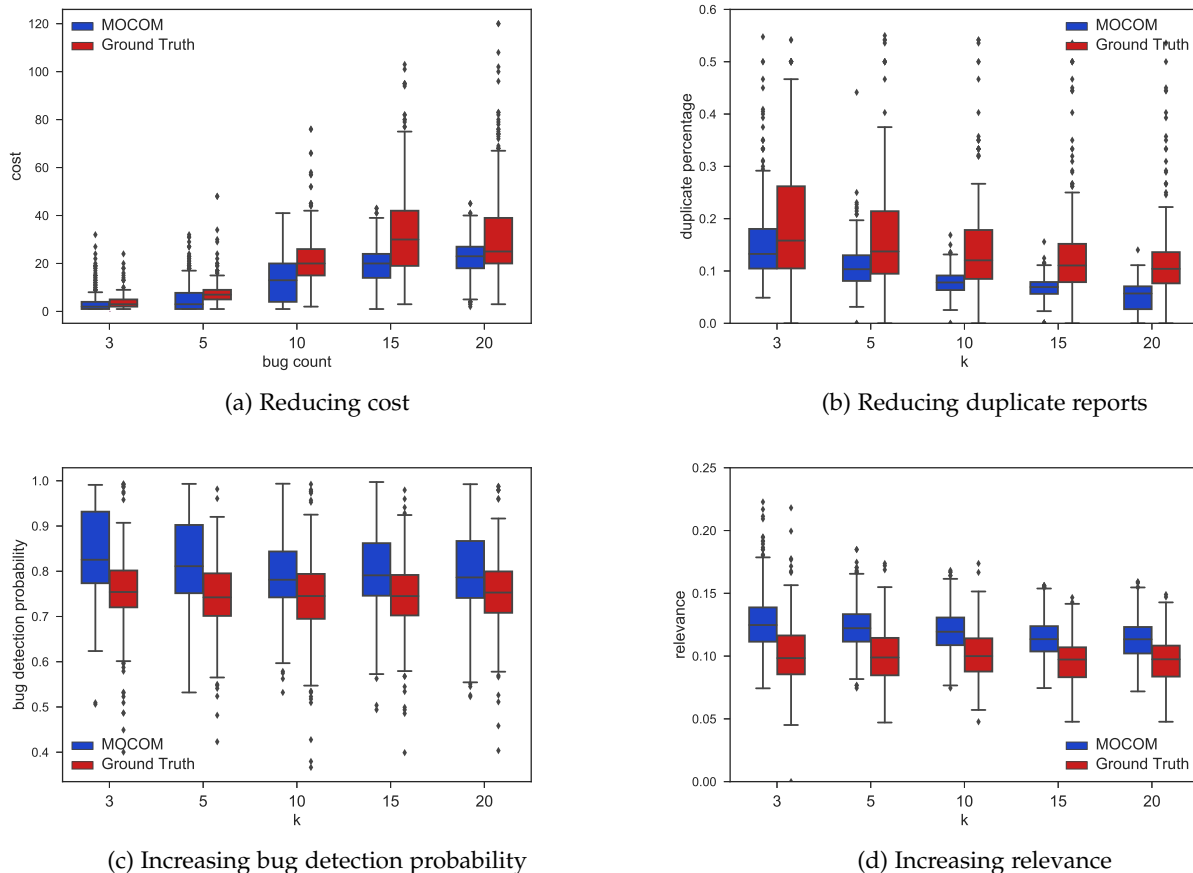 120
100
80
60
40
20
0
cost
MOCOM
Ground Truth
3 5 10 15 20
bug count
(a) Reducing cost
0.6
0.5
0.4
0.3
0.2
0.1
0.0
duplicate percentage
MOCOM
Ground Truth
3 5 10 15 20
k
(b) Reducing duplicate reports
1.0
0.9
0.8
0.7
0.6
0.5
0.4
bug detection probability
MOCOM
Ground Truth
3 5 10 15 20
k
(c) Increasing bug detection probability
0.25
0.20
0.15
0.10
0.05
0.00
relevance
MOCOM
Ground Truth
3 5 10 15 20
k
(d) Increasing relevance